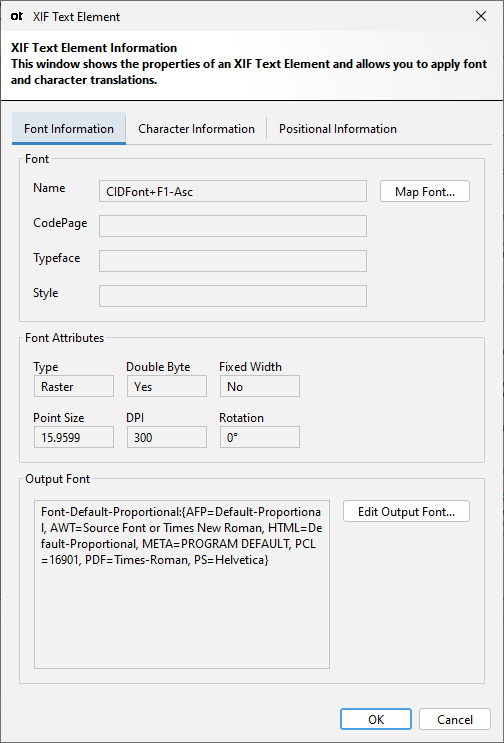 ot XIF Text Element
XIF Text Element Information
This window shows the properties of an XIF Text Element and allows you to apply font
and character translations.
Font Information Character Information Positional Information
Font
Name CIDFont+F1-Asc Map Font...
CodePage
Typeface
Style
Font Attributes
Type Double Byte Fixed Width
Raster Yes No
Point Size DPI Rotation
15.9599 300 0°
Output Font
Font-Default-Proportional:{AFP=Default-Proportiona Edit Output Font...
l, AWT=Source Font or Times New Roman, HTML=De
fault-Proportional, META=PROGRAM DEFAULT, PCL
=16901, PDF=Times-Roman, PS=Helvetica}
OK Cancel